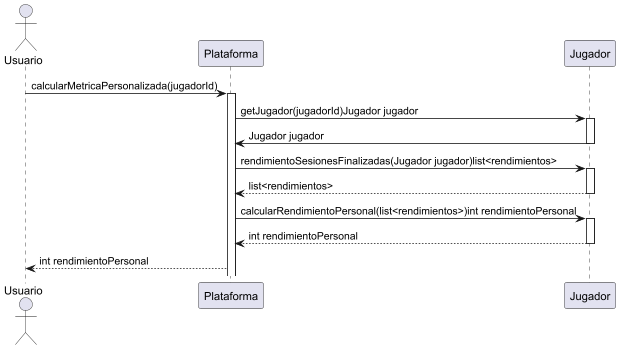 Usuario
Plataforma
Jugador
calcularMetricaPersonalizada(jugadorId)
getJugador(jugadorId)Jugador jugador
Jugador jugador
rendimientoSesionesFinalizadas(Jugador jugador)list<rendimientos>
list<rendimientos>
calcularRendimientoPersonal(list<rendimientos>)int rendimientoPersonal
int rendimientoPersonal
int rendimientoPersonal
Usuario
Plataforma
Jugador